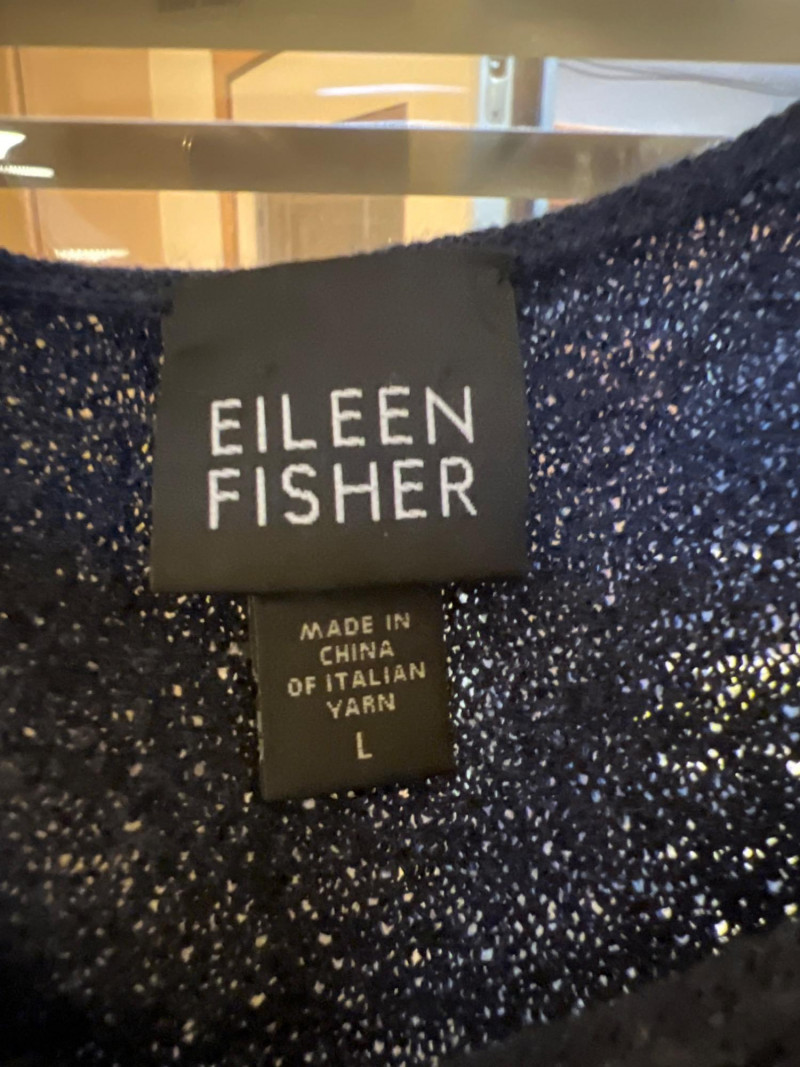 EILEEN
FISHER
MADE IN
CHINA
OF ITALIAN
YARN
L